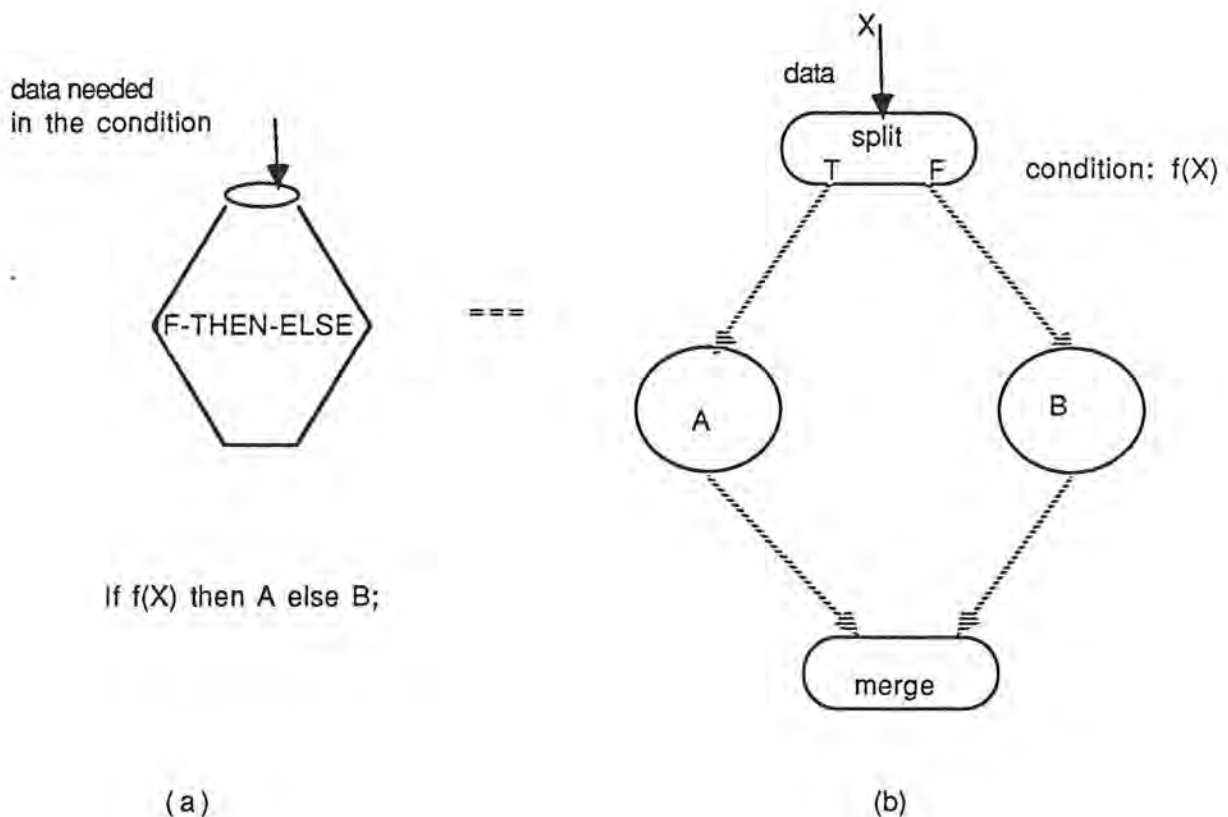 data needed
in the condition
F-THEN-ELSE
If f(X) then A else B;
(a)
===
X
data
split
T F
condition: f(X)
A
B
merge
(b)